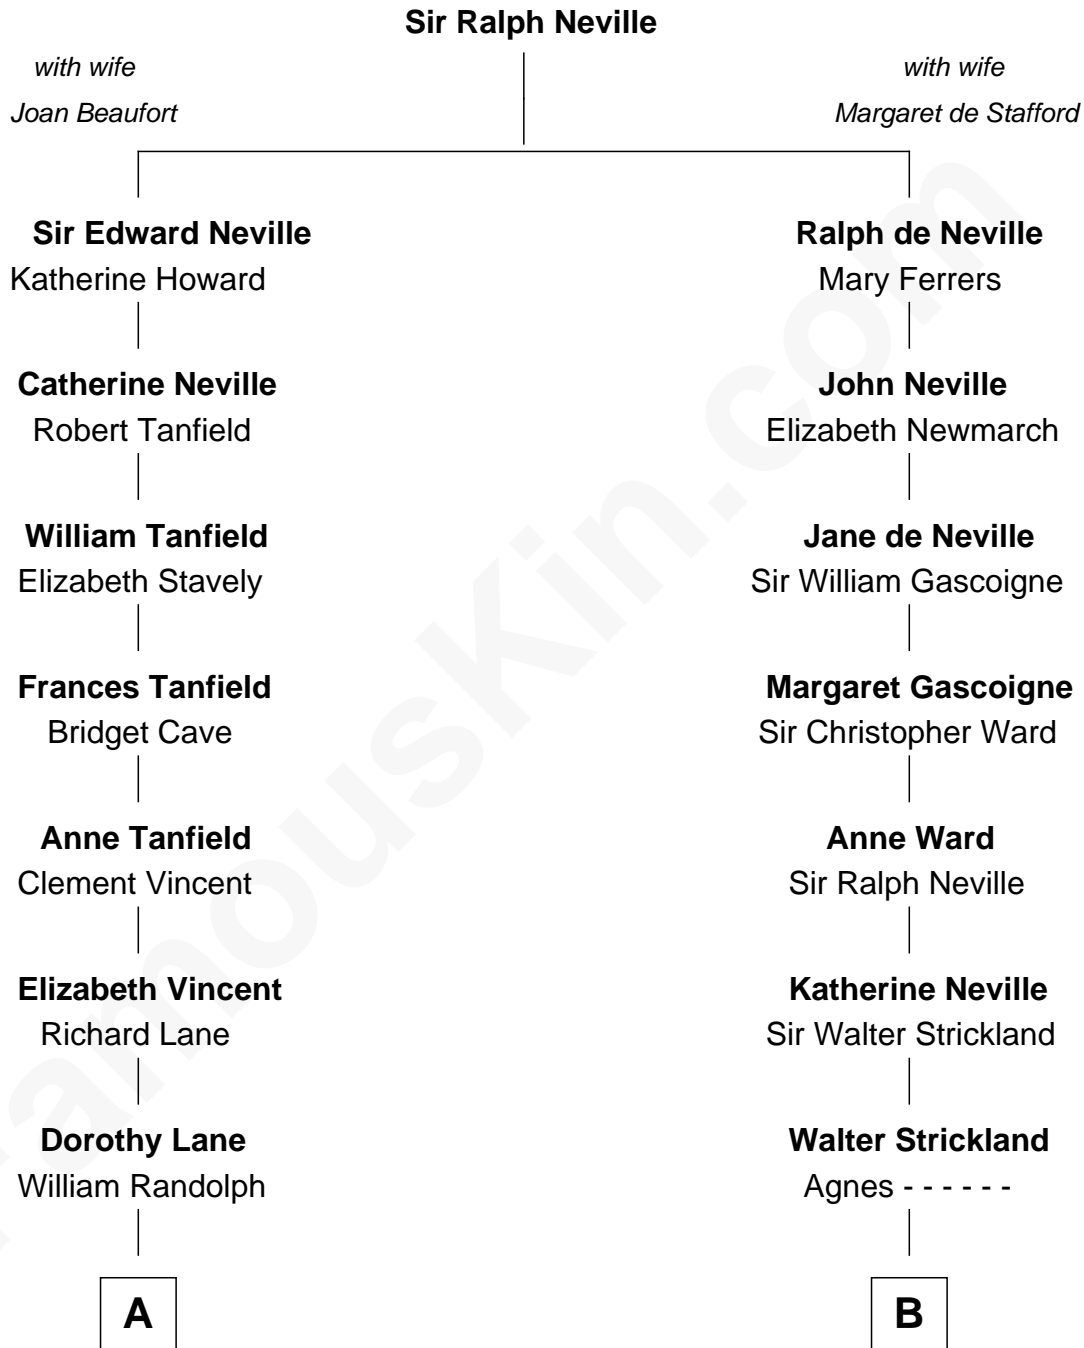 Sir Ralph Neville
with wife
Joan Beaufort
with wife
Margaret de Stafford
Sir Edward Neville
Katherine Howard
Ralph de Neville
Mary Ferrers
Catherine Neville
Robert Tanfield
John Neville
Elizabeth Newmarch
William Tanfield
Elizabeth Stavely
Jane de Neville
Sir William Gascoigne
Frances Tanfield
Bridget Cave
Margaret Gascoigne
Sir Christopher Ward
Anne Tanfield
Clement Vincent
Anne Ward
Sir Ralph Neville
Elizabeth Vincent
Richard Lane
Katherine Neville
Sir Walter Strickland
Dorothy Lane
William Randolph
Walter Strickland
Agnes - - - - - -
A
B
FamousKin.com